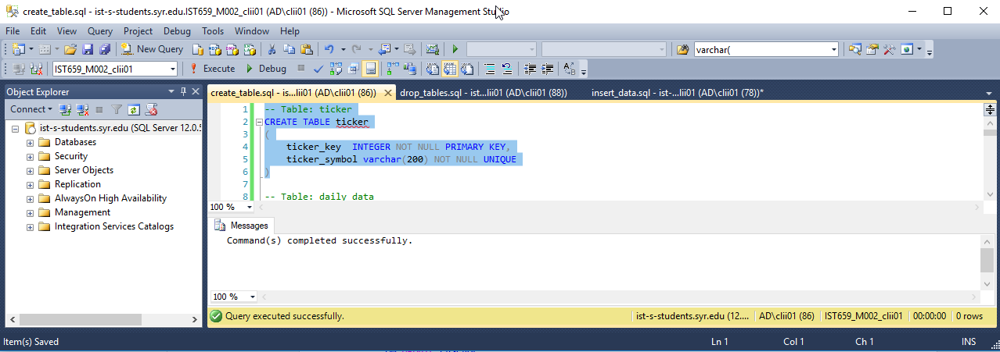 create_table.sql - ist-s-students.syr.edu.IST659_M002_clii01 (AD\clii01 (86)) - Microsoft SQL Server Management Studio
File Edit View Query Project Debug Tools Window Help
New Query varchar(
IST659_M002_clii01 Execute Debug
Object Explorer
Connect
ist-s-students.syr.edu (SQL Server 12.0.5
Databases
Security
Server Objects
Replication
AlwaysOn High Availability
Management
Integration Services Catalogs
create_table.sql - is...lii01 (AD\clii01 (86)) drop_tables.sql - ist...lii01 (AD\clii01 (88)) insert_data.sql - ist-...lii01 (AD\clii01 (78))*
1 -- Table: ticker
2 CREATE TABLE ticker
3 (
4 ticker_key INTEGER NOT NULL PRIMARY KEY,
5 ticker_symbol varchar(200) NOT NULL UNIQUE
6 )
7
8 -- Table: daily data
100 %
Messages
Command(s) completed successfully.
100 %
Query executed successfully. ist-s-students.syr.edu (12.... AD\clii01 (86) IST659_M002_clii01 00:00:00 0 rows
Item(s) Saved Ln 1 Col 1 Ch 1 INS